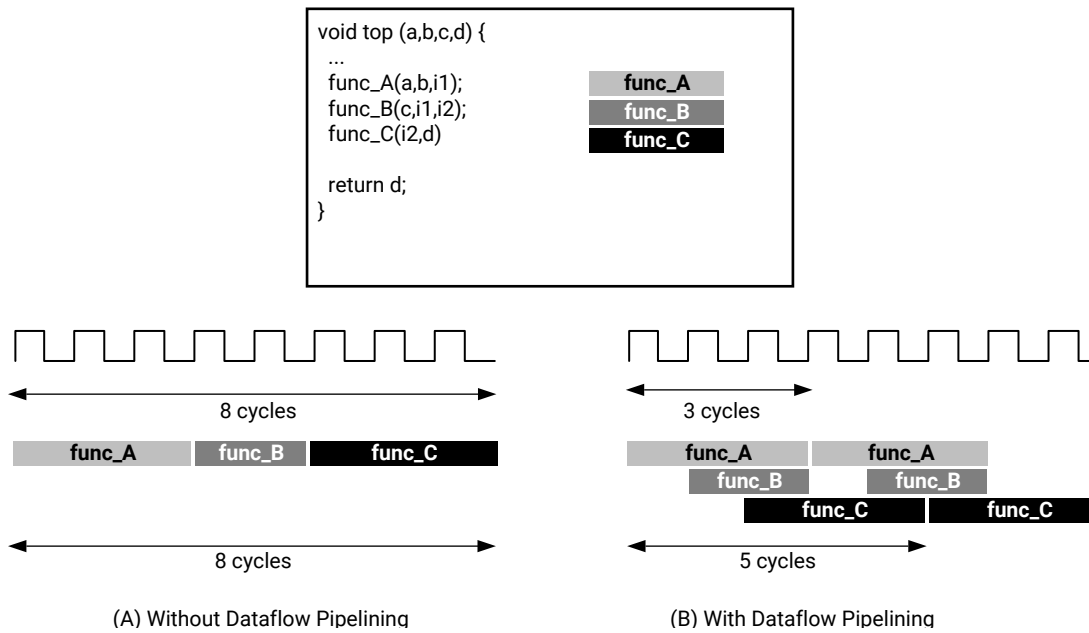 void top (a,b,c,d) {
...
func_A(a,b,i1);
func_B(c,i1,i2);
func_C(i2,d)
return d;
}
func_A
func_B
func_C
8 cycles
func_A func_B func_C
8 cycles
(A) Without Dataflow Pipelining
3 cycles
func_A func_A
func_B func_B
func_C func_C
5 cycles
(B) With Dataflow Pipelining